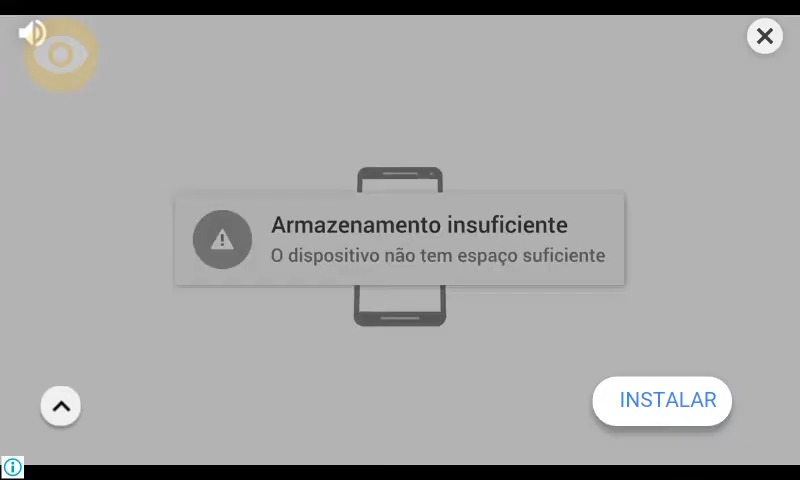 Armazenamento insuficiente
O dispositivo não tem espaço suficiente
INSTALAR